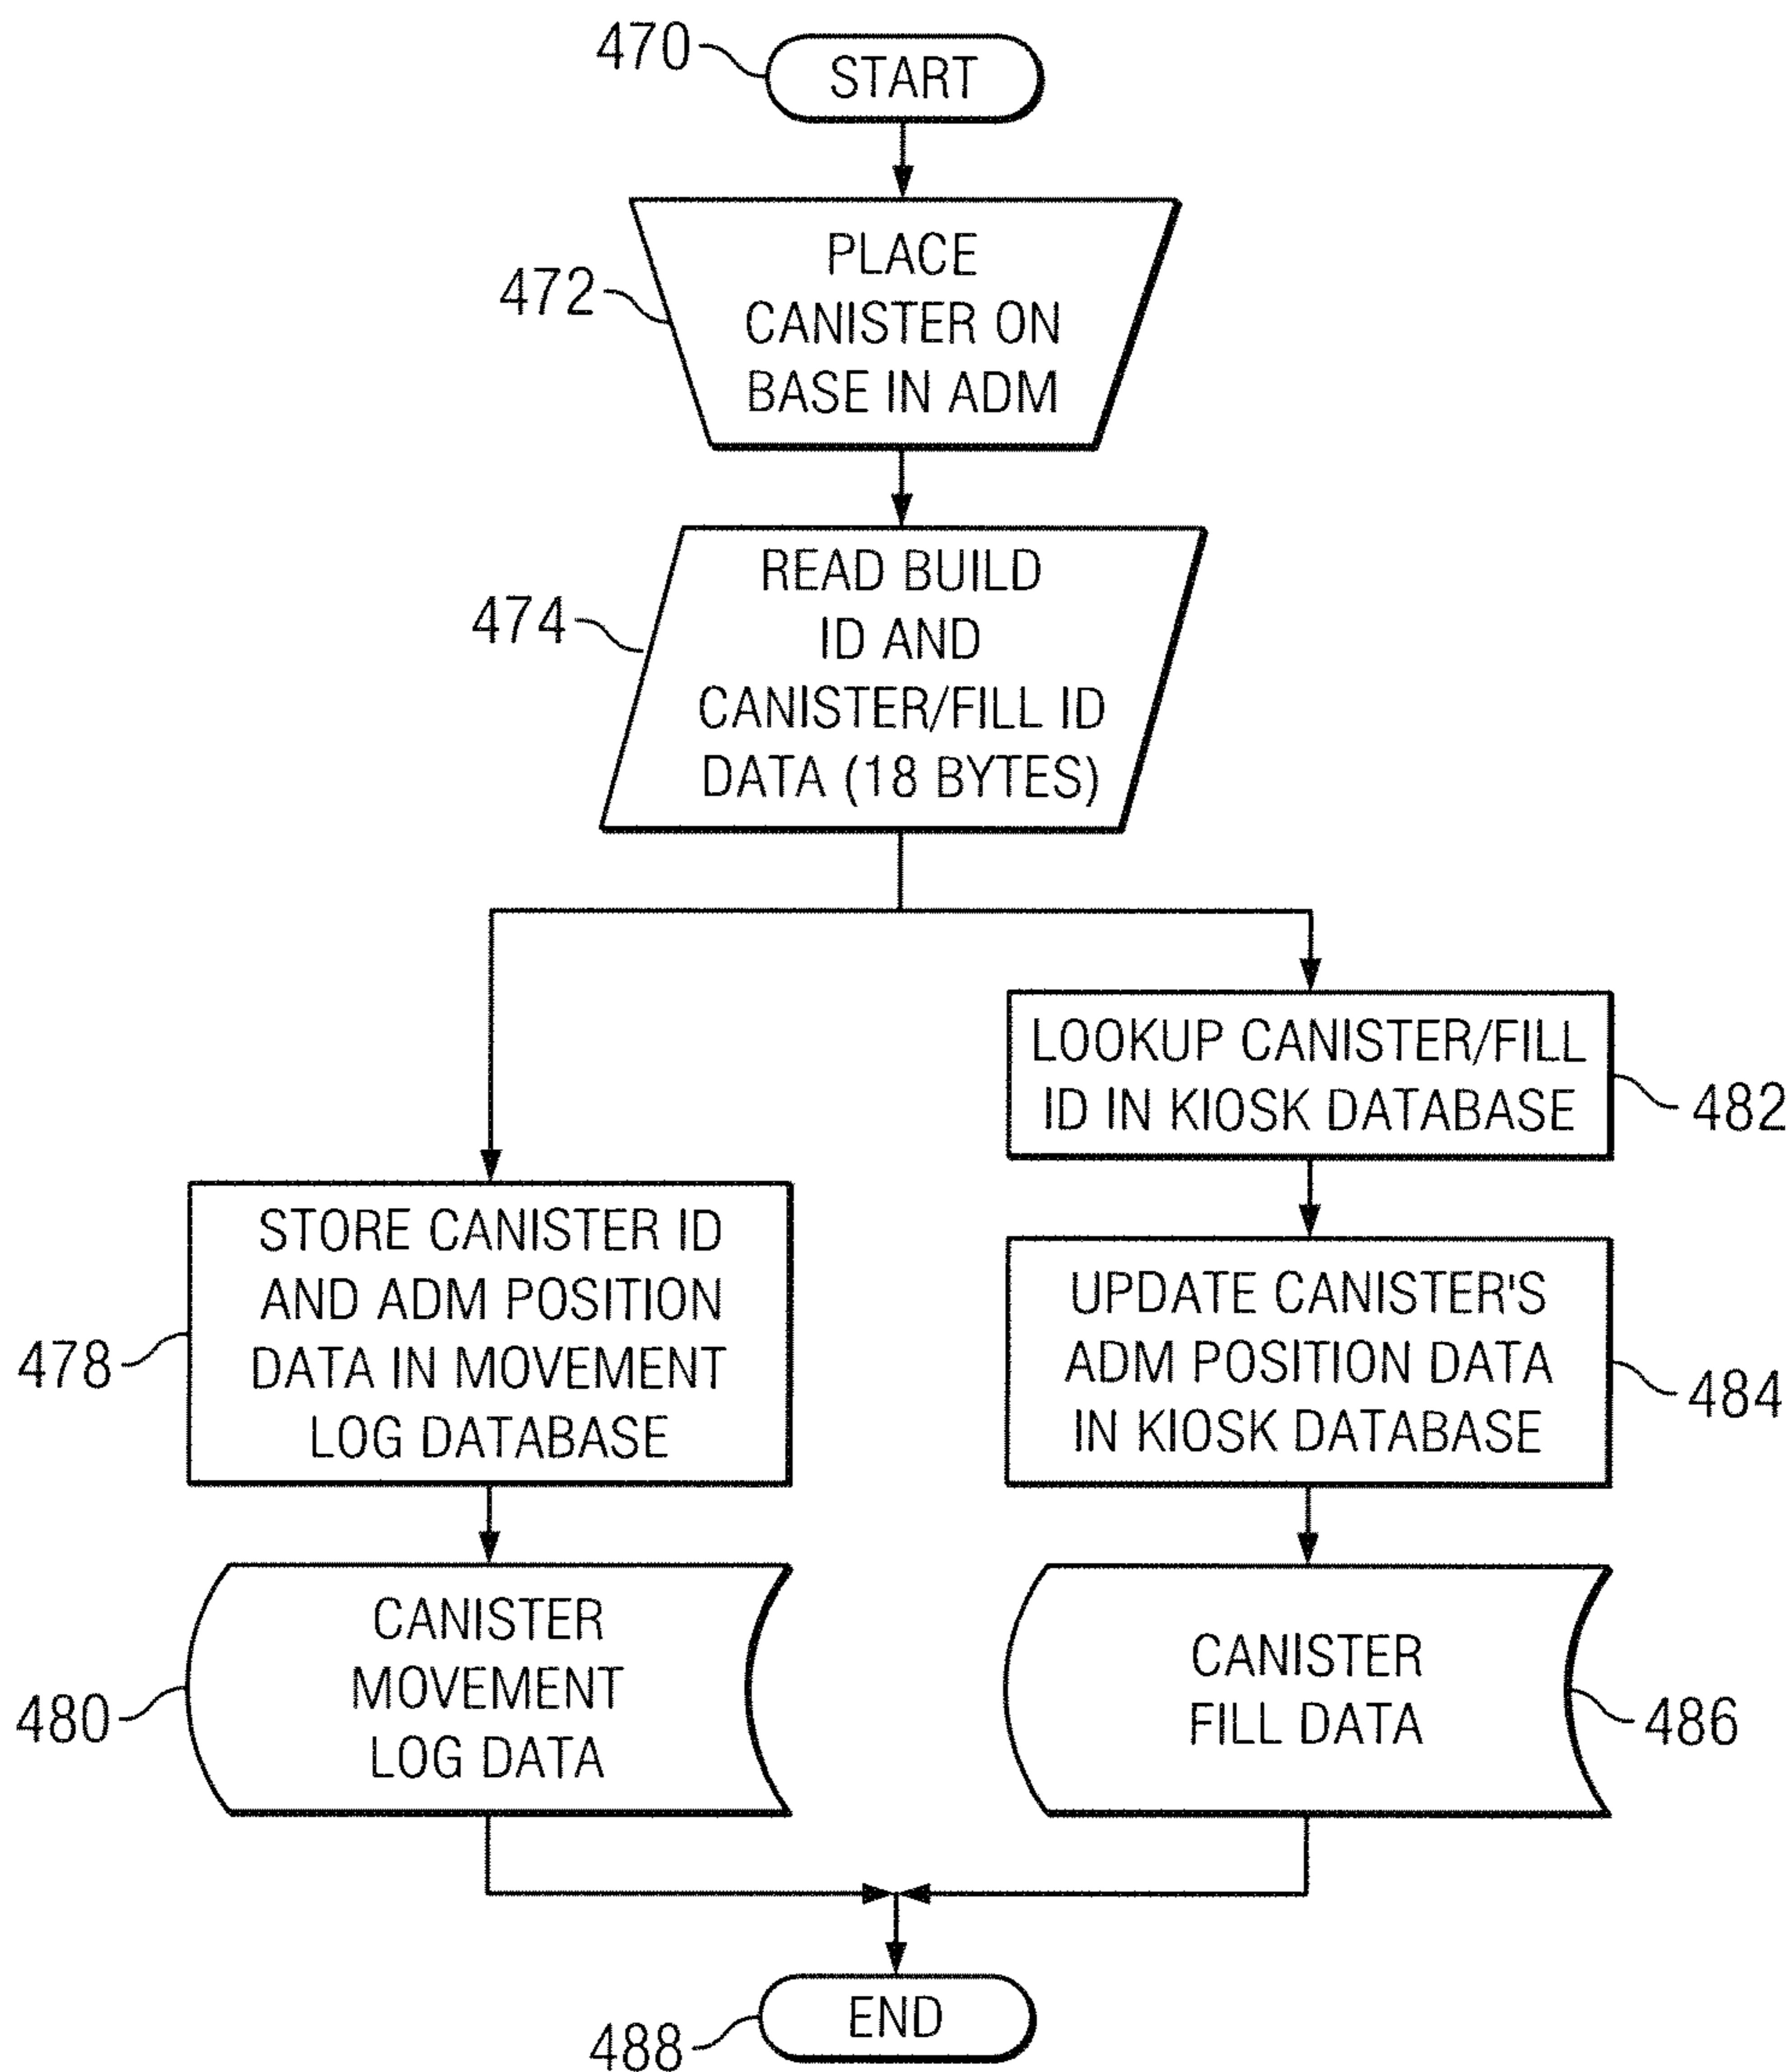 470
START
472
PLACE
CANISTER ON
BASE IN ADM
474
READ BUILD
ID AND
CANISTER/FILL ID
DATA (18 BYTES)
LOOKUP CANISTER/FILL
ID IN KIOSK DATABASE
482
478
STORE CANISTER ID
AND ADM POSITION
DATA IN MOVEMENT
LOG DATABASE
UPDATE CANISTER'S
ADM POSITION DATA
IN KIOSK DATABASE
484
480
CANISTER
MOVEMENT
LOG DATA
CANISTER
FILL DATA
486
488
END